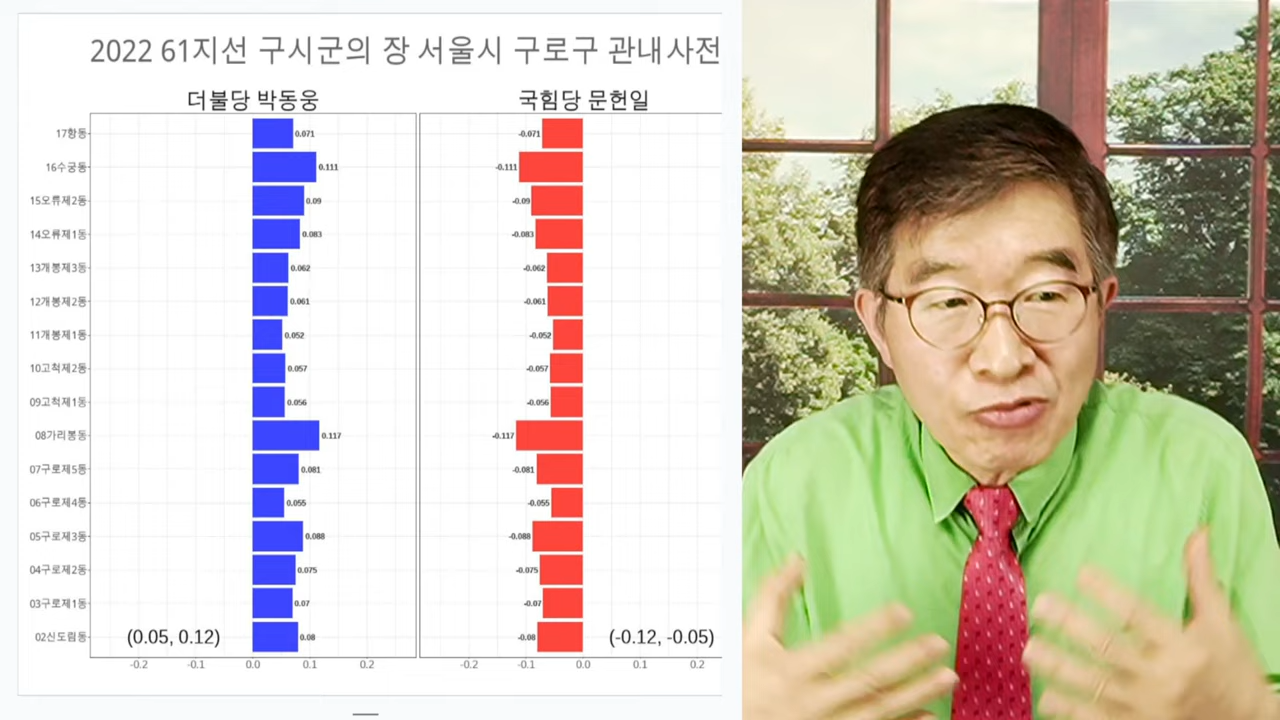 2022 61지선 구시군의 장 서울시 구로구 관내사전
더불당 박동웅
국힘당 문헌일
17항동 0.071 -0.071
16수궁동 0.111 -0.111
15오류제2동 0.09 -0.09
14오류제1동 0.083 -0.083
13개봉제3동 0.062 -0.062
12개봉제2동 0.061 -0.061
11개봉제1동 0.052 -0.052
10고척제2동 0.057 -0.057
09고척제1동 0.056 -0.056
08가리봉동 0.117 -0.117
07구로제5동 0.081 -0.081
06구로제4동 0.055 -0.055
05구로제3동 0.088 -0.088
04구로제2동 0.075 -0.075
03구로제1동 0.07 -0.07
02신도림동 (0.05, 0.12) 0.08 -0.08 (-0.12, -0.05)
-0.2 -0.1 0.0 0.1 0.2 -0.2 -0.1 0.0 0.1 0.2